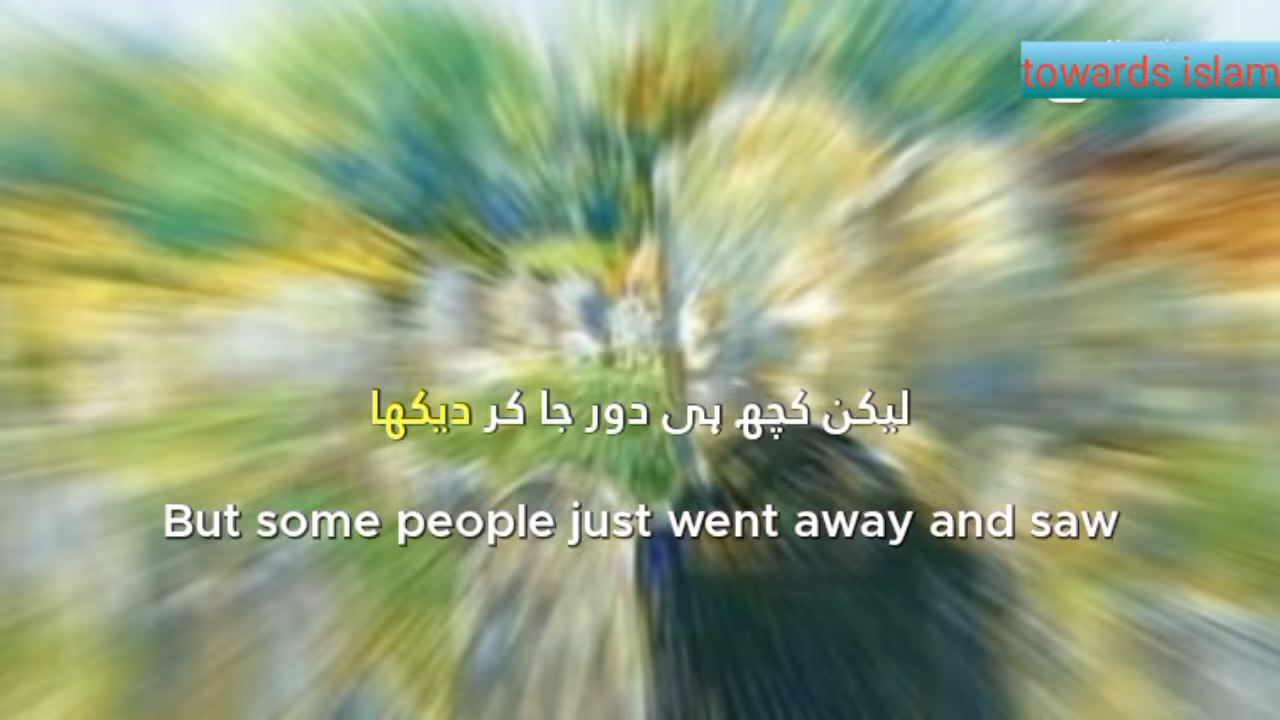 towards islam
لیکن کچھ ہی دور جا کر دیکھا
But some people just went away and saw